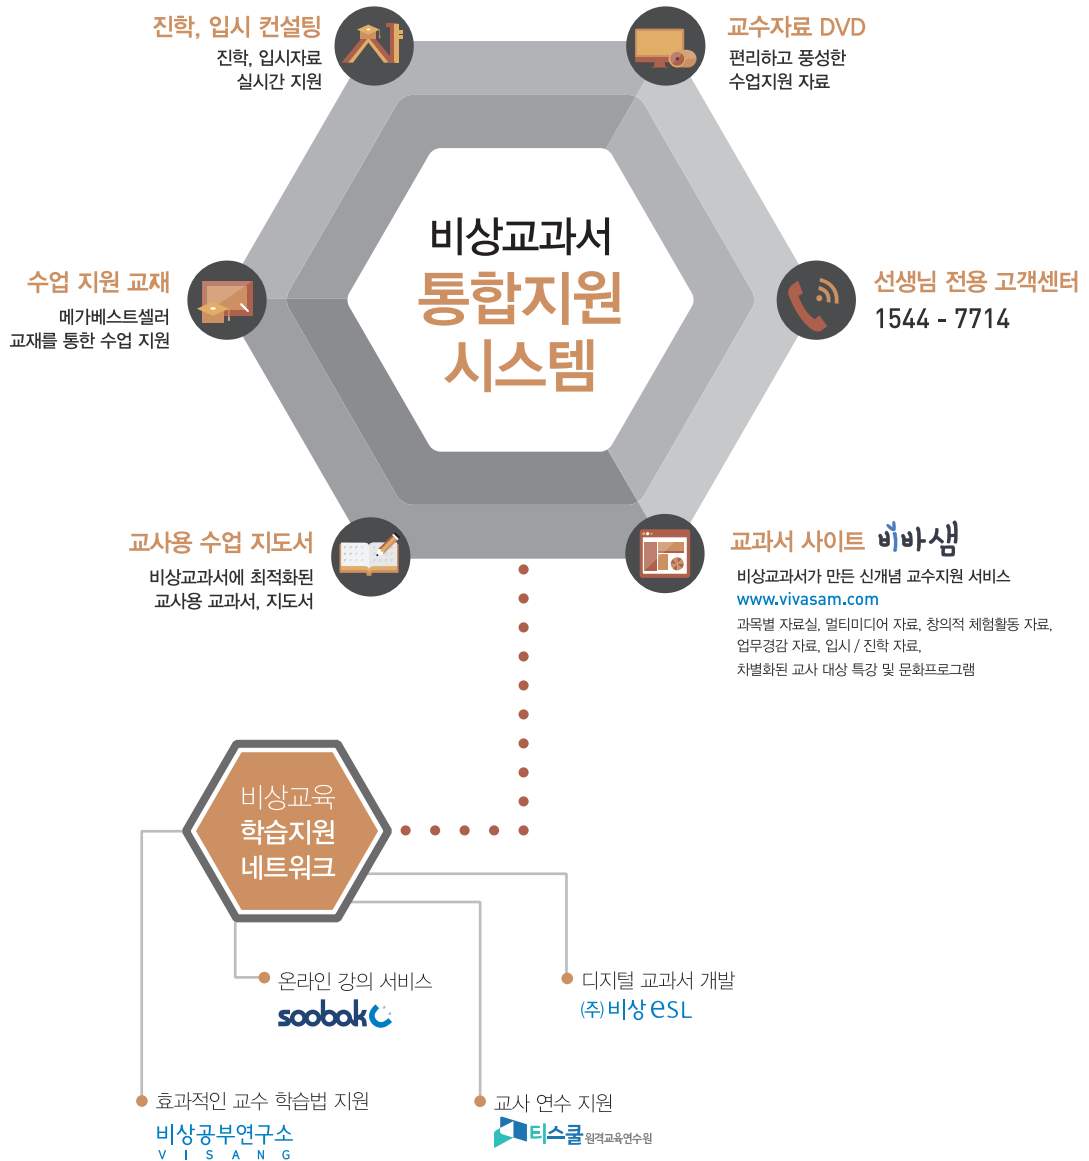 진학, 입시 컨설팅
진학, 입시자료
실시간 지원
교수자료 DVD
편리하고 풍성한
수업지원 자료
비상교과서
통합지원
시스템
수업 지원 교재
메가베스트셀러
교재를 통한 수업 지원
선생님 전용 고객센터
1544 - 7714
교사용 수업 지도서
비상교과서에 최적화된
교사용 교과서, 지도서
교과서 사이트 비바샘
비상교과서가 만든 신개념 교수지원 서비스
www.vivasam.com
과목별 자료실, 멀티미디어 자료, 창의적 체험활동 자료,
업무경감 자료, 입시 / 진학 자료,
차별화된 교사 대상 특강 및 문화프로그램
비상교육
학습지원
네트워크
온라인 강의 서비스
soobakc
디지털 교과서 개발
(주)비상 eSL
효과적인 교수 학습법 지원
비상공부연구소
VISANG
교사 연수 지원
티스쿨 원격교육연수원